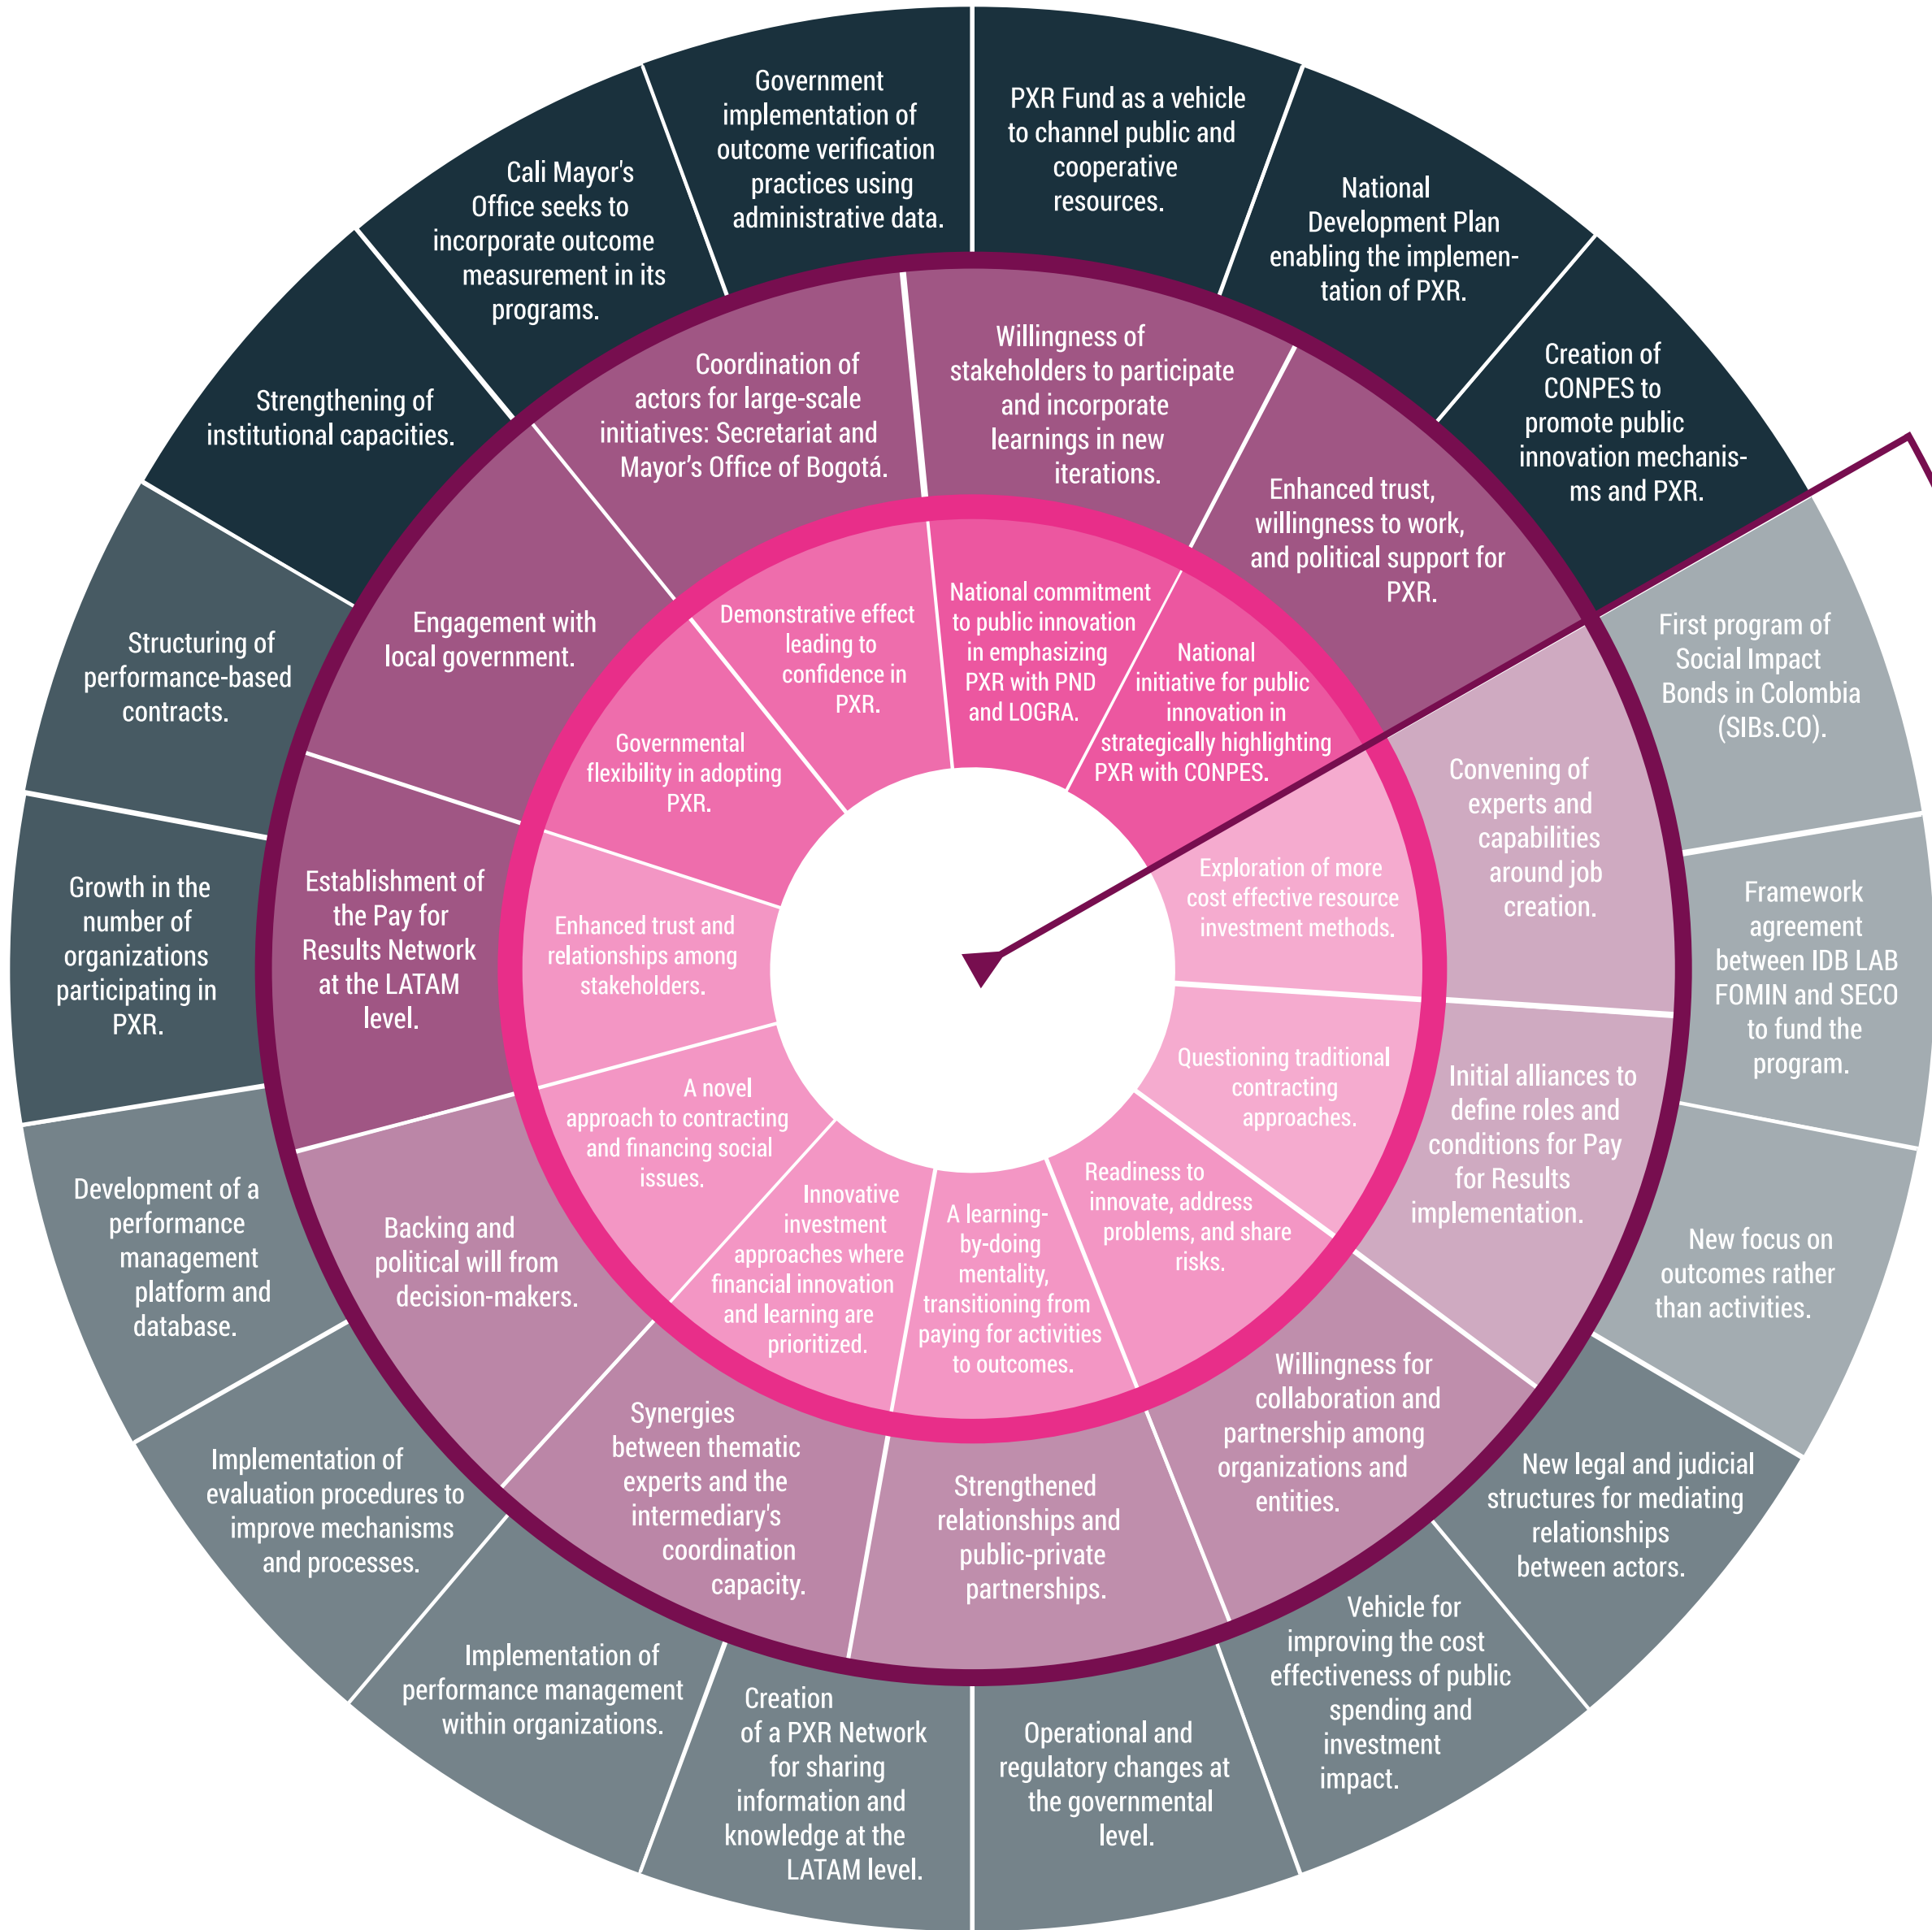 Government
implementation of
outcome verification
practices using
administrative data.
PXR Fund as a vehicle
to channel public and
cooperative
resources.
National
Development Plan
enabling the implemen-
tation of PXR.
Creation of
CONPES to
promote public
innovation mechanis-
ms and PXR.
First program of
Social Impact
Bonds in Colombia
(SIBs.CO).
Framework
agreement
between IDB LAB
FOMIN and SECO
to fund the
program.
New focus on
outcomes rather
than activities.
New legal and judicial
structures for mediating
relationships
between actors.
Vehicle for
improving the cost
effectiveness of public
spending and
investment
impact.
Operational and
regulatory changes at
the governmental
level.
Creation
of a PXR Network
for sharing
information and
knowledge at the
LATAM level.
Implementation of
performance management
within organizations.
Implementation of
evaluation procedures to
improve mechanisms
and processes.
Development of a
performance
management
platform and
database.
Growth in the
number of
organizations
participating in
PXR.
Structuring of
performance-based
contracts.
Strengthening of
institutional capacities.
Cali Mayor's
Office seeks to
incorporate outcome
measurement in its
programs.
Coordination of
actors for large-scale
initiatives: Secretariat and
Mayor’s Office of Bogotá.
Willingness of
stakeholders to participate
and incorporate
learnings in new
iterations.
Enhanced trust,
willingness to work,
and political support for
PXR.
Convening of
experts and
capabilities
around job
creation.
Initial alliances to
define roles and
conditions for Pay
for Results
implementation.
Willingness for
collaboration and
partnership among
organizations and
entities.
Strengthened
relationships and
public-private
partnerships.
Synergies
between thematic
experts and the
intermediary's
coordination
capacity.
Backing and
political will from
decision-makers.
Establishment of
the Pay for
Results Network
at the LATAM
level.
Engagement with
local government.
Demonstrative effect
leading to
confidence in
PXR.
National commitment
to public innovation
in emphasizing
PXR with PND
and LOGRA.
National
initiative for public
innovation in
strategically highlighting
PXR with CONPES.
Exploration of more
cost effective resource
investment methods.
Questioning traditional
contracting
approaches.
Readiness to
innovate, address
problems, and share
risks.
A learning-
by-doing
mentality,
transitioning from
paying for activities
to outcomes.
Innovative
investment
approaches where
financial innovation
and learning are
prioritized.
A novel
approach to contracting
and financing social
issues.
Enhanced trust and
relationships among
stakeholders.
Governmental
flexibility in adopting
PXR.